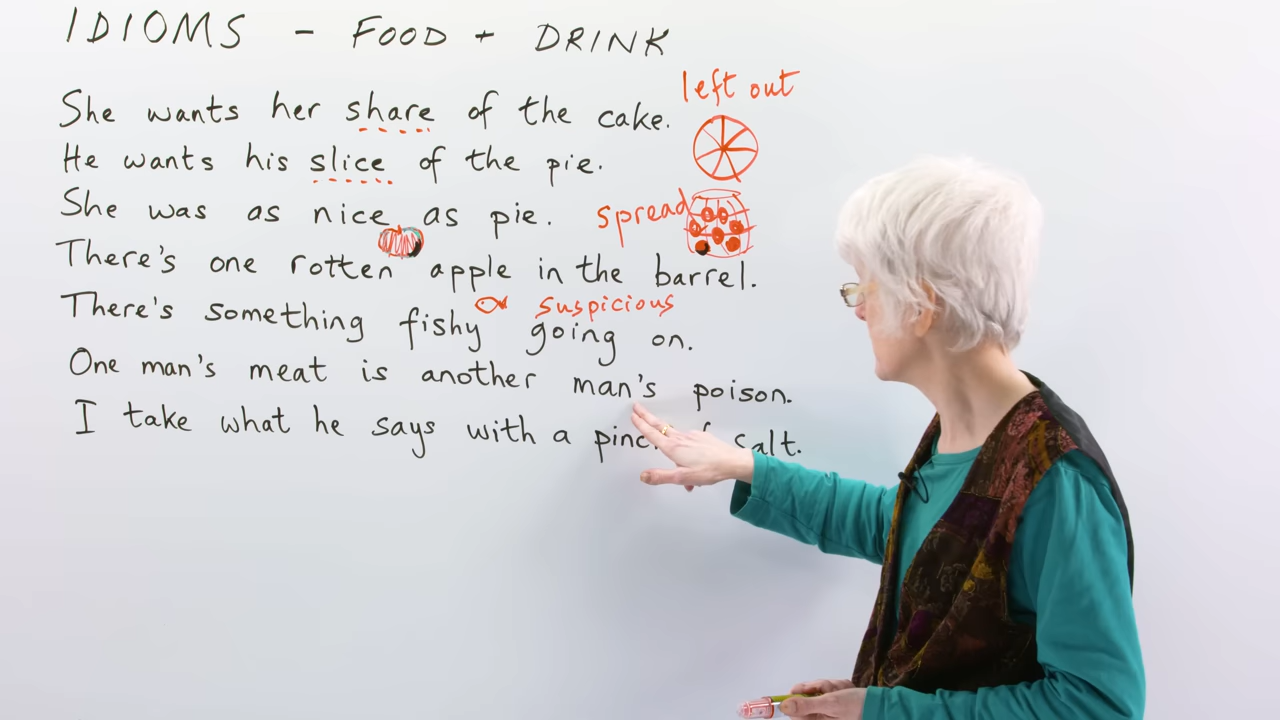 IDIOMS - FOOD + DRINK
left out
She wants her share of the cake.
He wants his slice of the pie.
She was as nice as pie.
spread
There's one rotten apple in the barrel.
suspicious
There's something fishy going on.
One man's meat is another man's poison.
I take what he says with a salt.